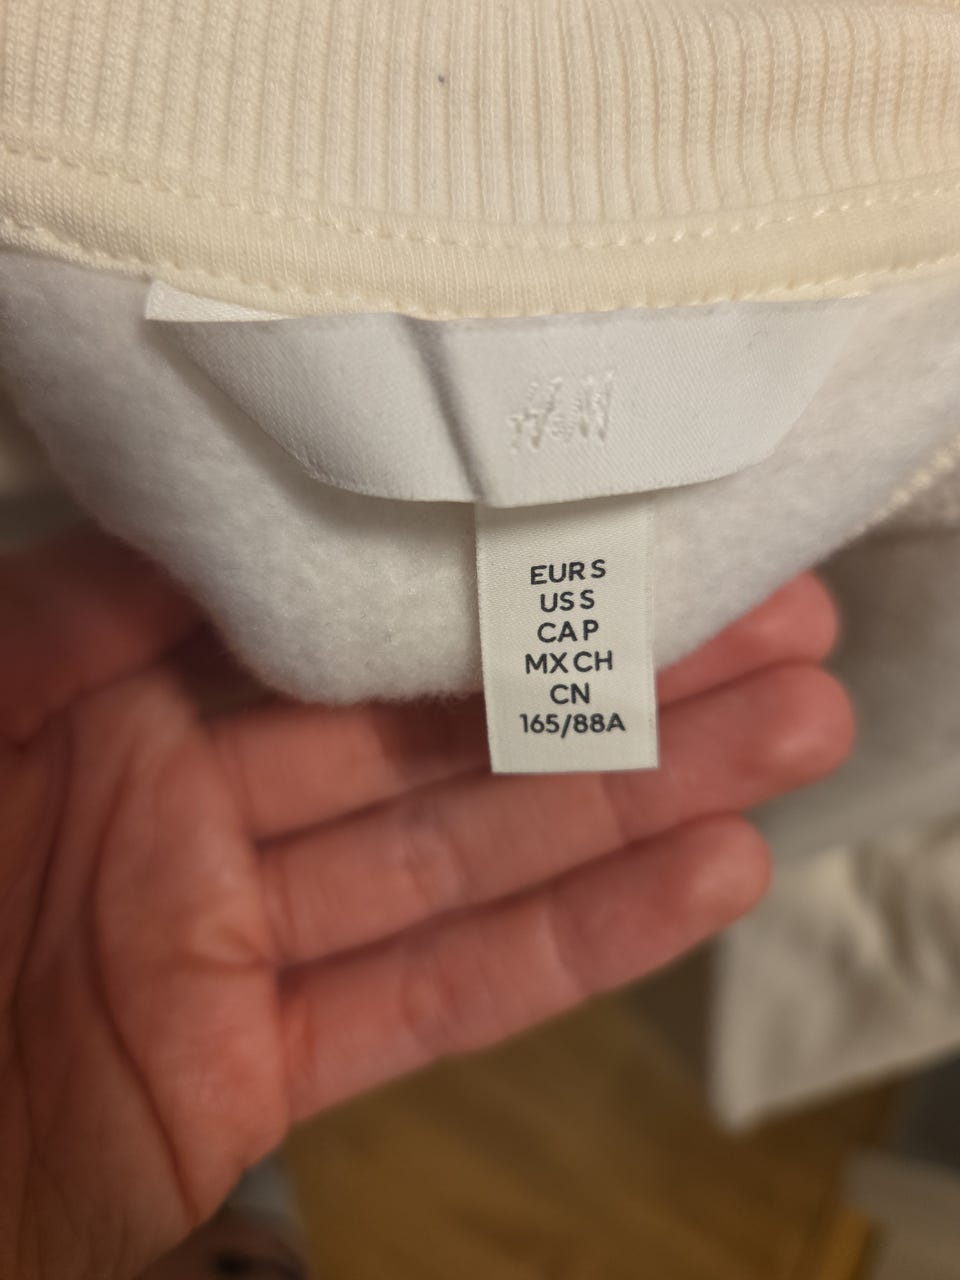 H&M
EUR S
US S
CA P
MX CH
CN
165/88A